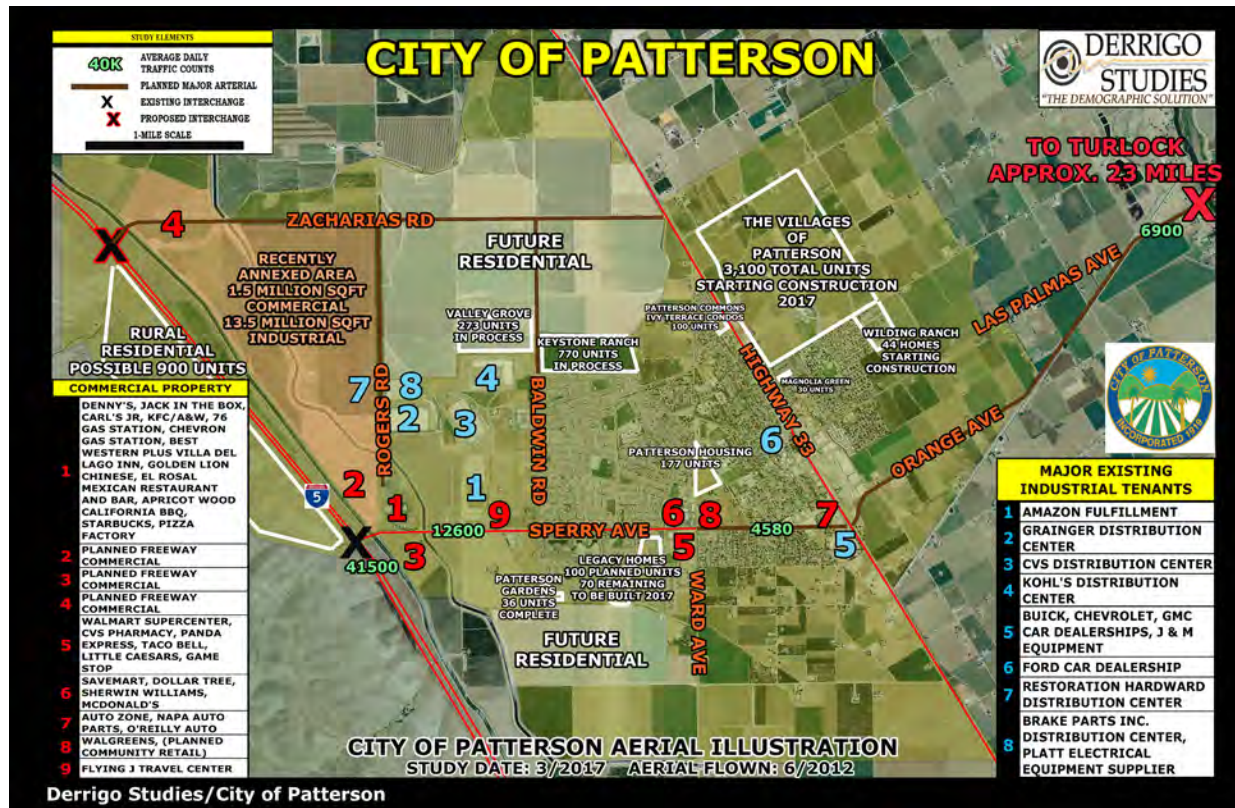 STUDY ELEMENTS
40K
AVERAGE DAILY
TRAFFIC COUNTS
PLANNED MAJOR ARTERIAL
X
EXISTING INTERCHANGE
X
PROPOSED INTERCHANGE
1-MILE SCALE
CITY OF PATTERSON
DERRIGO
STUDIES
"THE DEMOGRAPHIC SOLUTION"
TO TURLOCK
APPROX. 23 MILES
X
6900
LAS PALMAS AVE
4
ZACHARIAS RD
X
RECENTLY
ANNEXED AREA
1.5 MILLION SQFT
COMMERCIAL
13.5 MILLION SQFT
INDUSTRIAL
FUTURE
RESIDENTIAL
THE VILLAGES
OF
PATTERSON
3,100 TOTAL UNITS
STARTING CONSTRUCTION
2017
VALLEY GROVE
273 UNITS
IN PROCESS
PATTERSON COMMONS
IVY TERRACE CONDOS
100 UNITS
KEYSTONE RANCH
770 UNITS
IN PROCESS
WILDING RANCH
44 HOMES
STARTING
CONSTRUCTION
RURAL
RESIDENTIAL
POSSIBLE 900 UNITS
HIGHWAY 33
MAGNOLIA GREEN
30 UNITS
CITY OF PATTERSON
INCORPORATED 1919
7
8
4
2
3
ROGERS RD
BALDWIN RD
6
ORANGE AVE
PATTERSON HOUSING
177 UNITS
5
2
1
1
9
6
8
7
12600
SPERRY AVE
4580
X
41500
3
5
5
LEGACY HOMES
100 PLANNED UNITS
70 REMAINING
TO BE BUILT 2017
PATTERSON
GARDENS
36 UNITS
COMPLETE
WARD AVE
FUTURE
RESIDENTIAL
COMMERCIAL PROPERTY
1
DENNY'S, JACK IN THE BOX,
CARL'S JR, KFC/A&W, 76
GAS STATION, CHEVRON
GAS STATION, BEST
WESTERN PLUS VILLA DEL
LAGO INN, GOLDEN LION
CHINESE, EL ROSAL
MEXICAN RESTAURANT
AND BAR, APRICOT WOOD
CALIFORNIA BBQ,
STARBUCKS, PIZZA
FACTORY
2
PLANNED FREEWAY
COMMERCIAL
3
PLANNED FREEWAY
COMMERCIAL
4
PLANNED FREEWAY
COMMERCIAL
5
WALMART SUPERCENTER,
CVS PHARMACY, PANDA
EXPRESS, TACO BELL,
LITTLE CAESARS, GAME
STOP
6
SAVEMART, DOLLAR TREE,
SHERWIN WILLIAMS,
MCDONALD'S
7
AUTO ZONE, NAPA AUTO
PARTS, O'REILLY AUTO
8
WALGREENS, (PLANNED
COMMUNITY RETAIL)
9
FLYING J TRAVEL CENTER
MAJOR EXISTING
INDUSTRIAL TENANTS
1
AMAZON FULFILLMENT
2
GRAINGER DISTRIBUTION
CENTER
3
CVS DISTRIBUTION CENTER
4
KOHL'S DISTRIBUTION
CENTER
5
BUICK, CHEVROLET, GMC
CAR DEALERSHIPS, J & M
EQUIPMENT
6
FORD CAR DEALERSHIP
7
RESTORATION HARDWARD
DISTRIBUTION CENTER
8
BRAKE PARTS INC.
DISTRIBUTION CENTER,
PLATT ELECTRICAL
EQUIPMENT SUPPLIER
CITY OF PATTERSON AERIAL ILLUSTRATION
STUDY DATE: 3/2017 AERIAL FLOWN: 6/2012
Derrigo Studies/City of Patterson